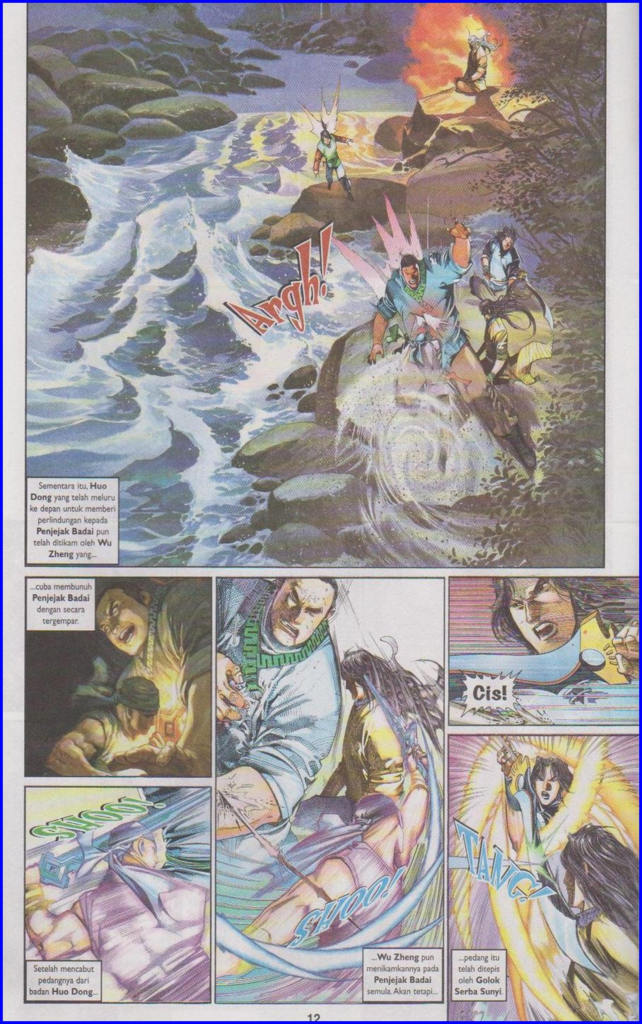 Argh!
Sementara itu, Huo
Dong yang telah meluru
ke depan untuk memberi
perlindungan kepada
Penjejak Badai pun
telah ditikam oleh Wu
Zheng yang...
...cuba membunuh
Penjejak Badai
dengan secara
tergempar.
SHOO!
Setelah mencabut
pedangnya dari
badan Huo Dong...
SHOO!
...Wu Zheng pun
menikamkannya pada
Penjejak Badai
semula. Akan tetapi...
Cis!
TANG!
...pedang itu
telah ditepis
oleh Golok
Serba Sunyi.
12